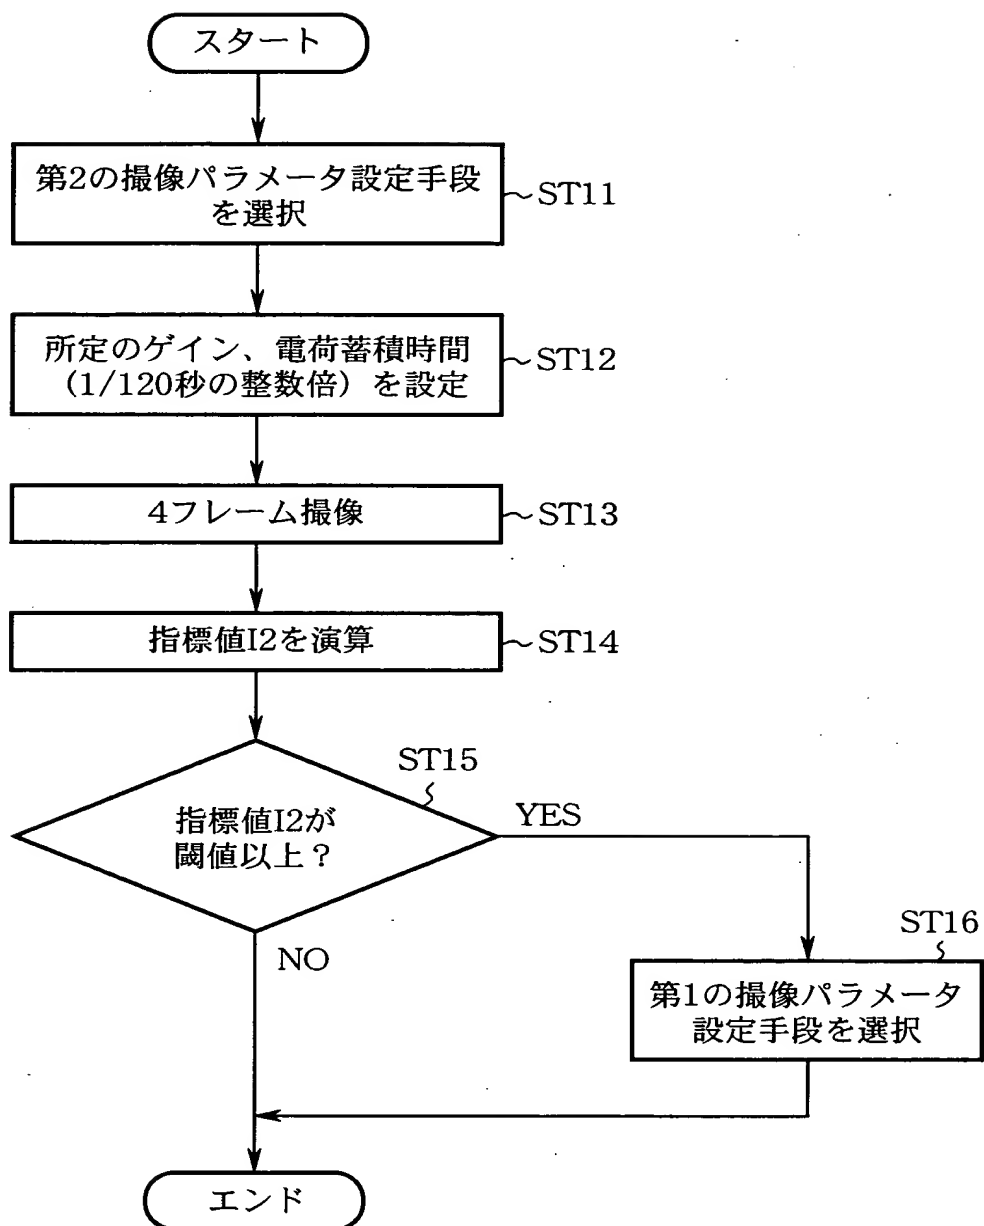 スタート
第2の撮像パラメータ設定手段
を選択
ST11
所定のゲイン、電荷蓄積時間
（1/120秒の整数倍）を設定
ST12
4フレーム撮像
ST13
指標値I2を演算
ST14
ST15
指標値I2が
閾値以上？
YES
NO
ST16
第1の撮像パラメータ
設定手段を選択
エンド